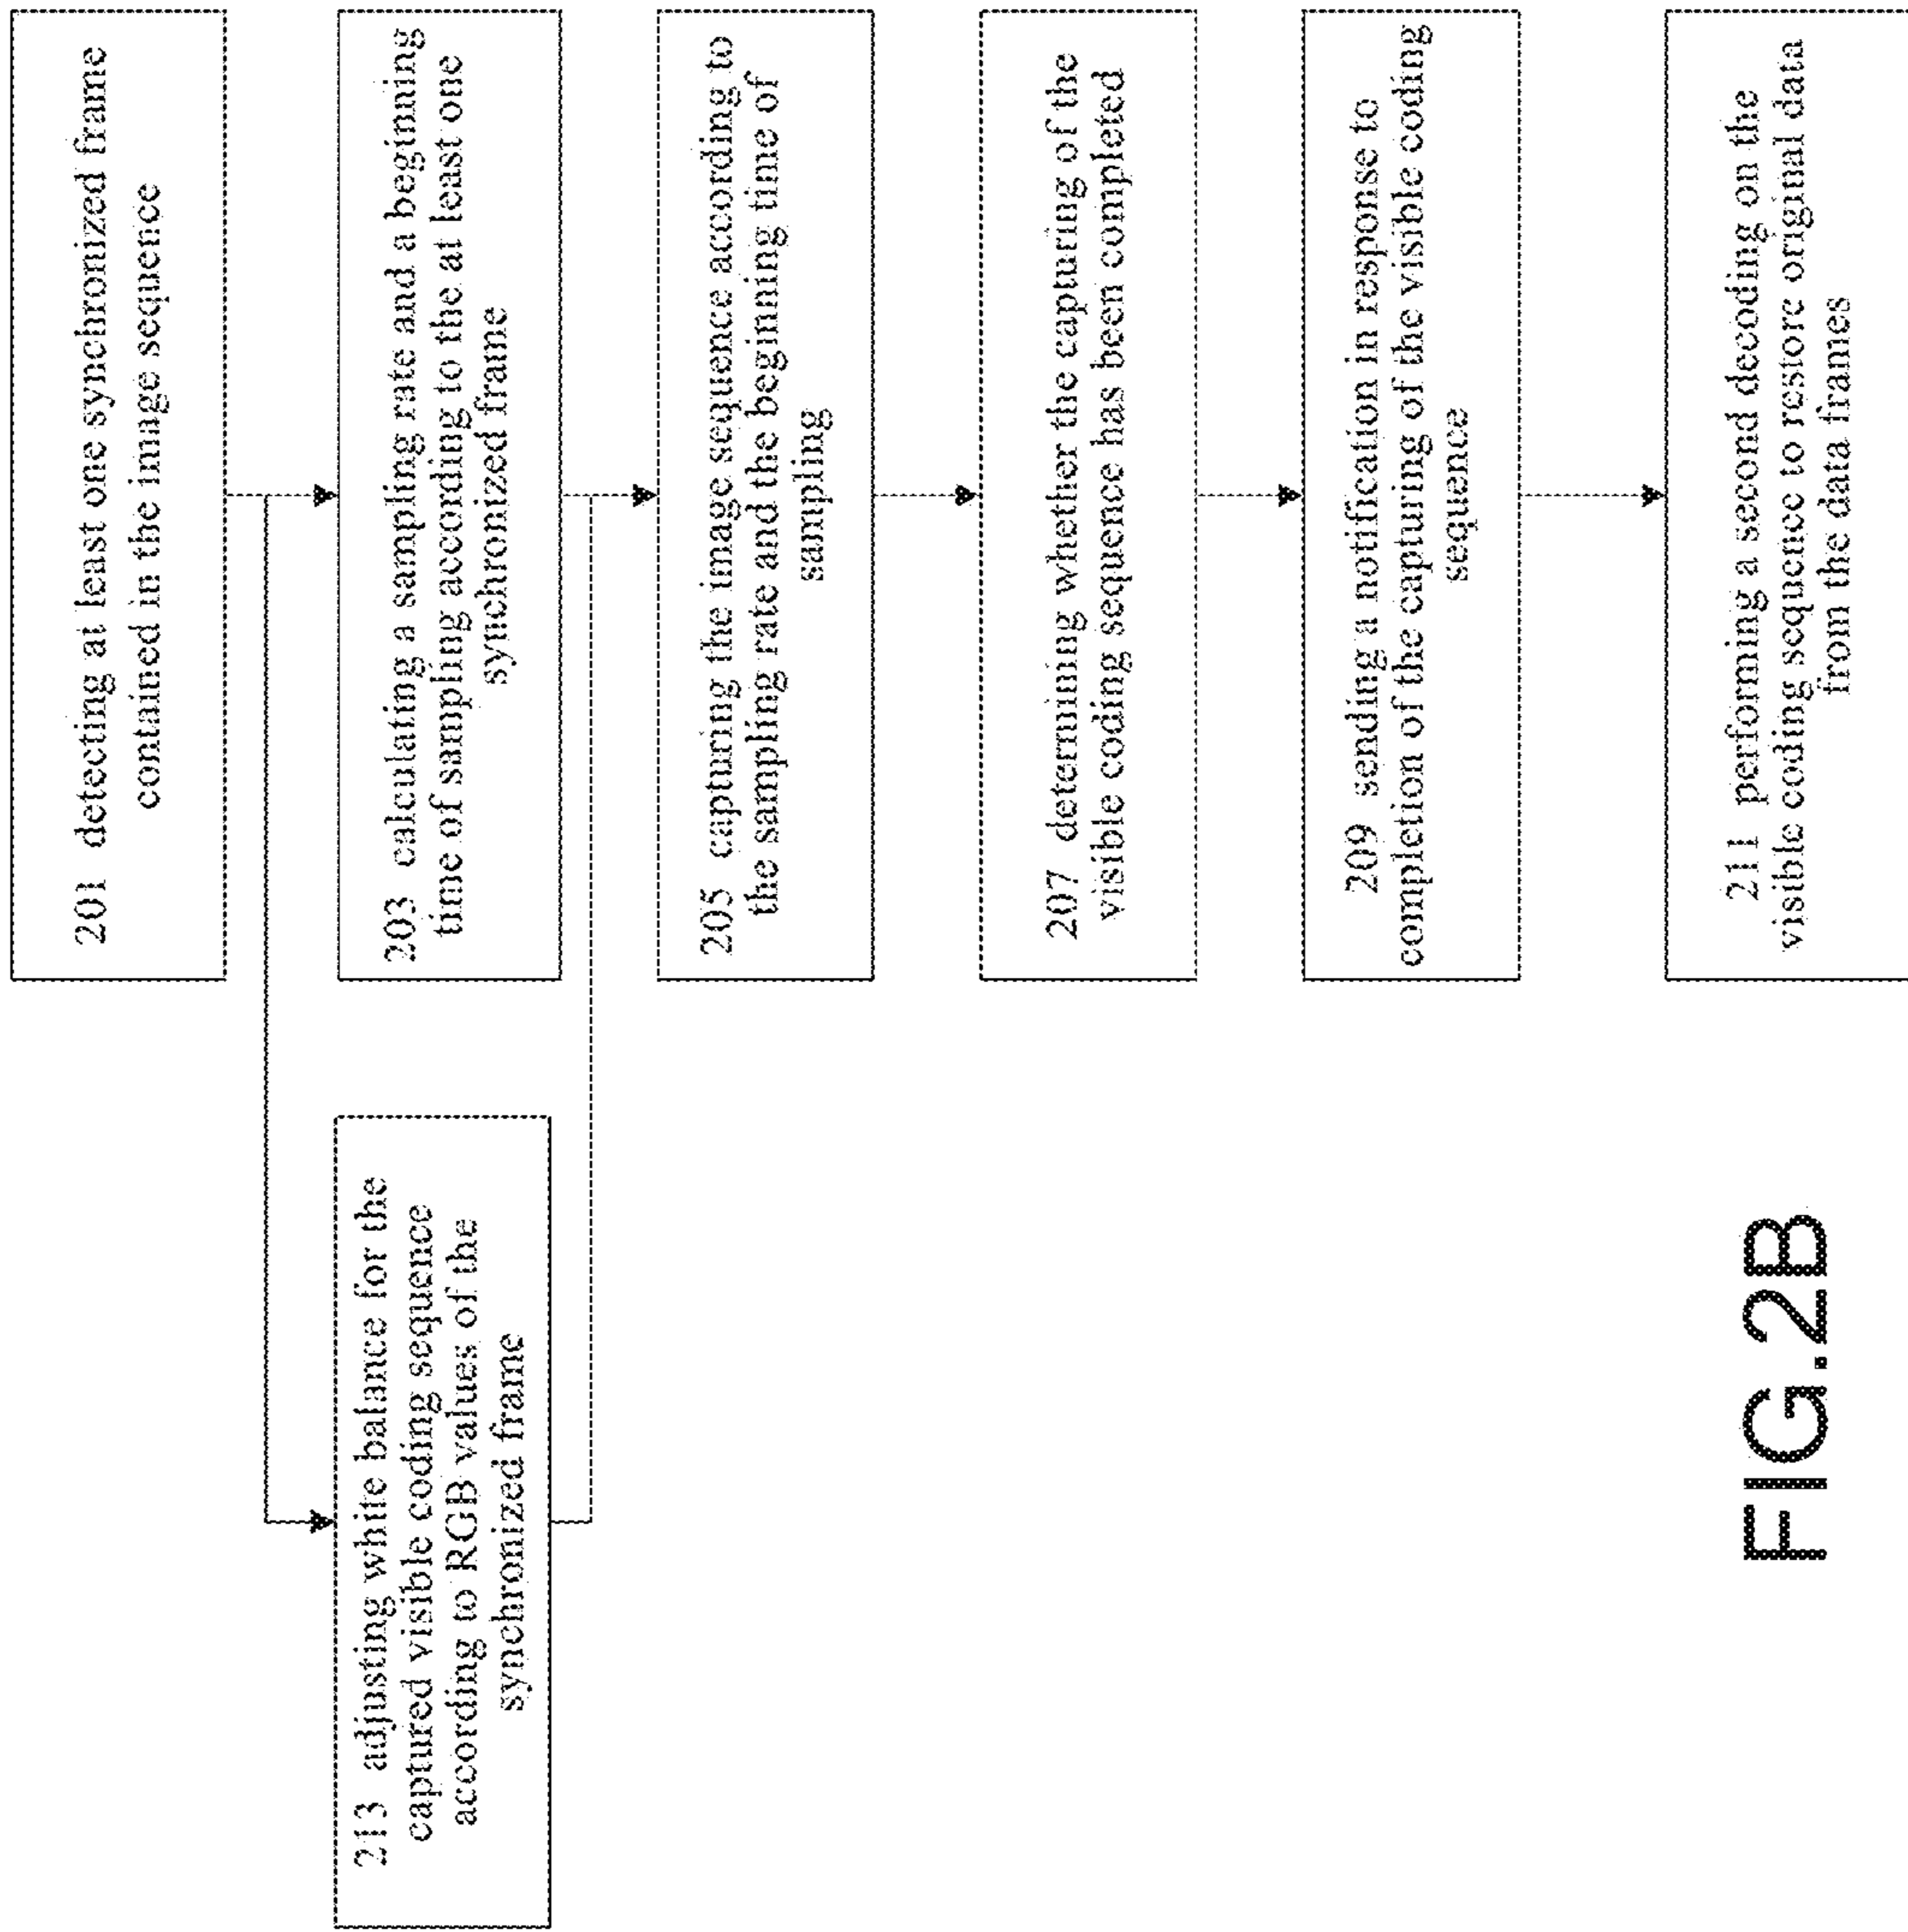 201 detecting at least one synchronized frame
contained in the image sequence
213 adjusting white balance for the
captured visible coding sequence
according to RGB values of the
synchronized frame
203 calculating a sampling rate and a beginning
time of sampling according to the at least one
synchronized frame
205 capturing the image sequence according to
the sampling rate and the beginning time of
sampling
207 determining whether the capturing of the
visible coding sequence has been completed
209 sending a notification in response to
completion of the capturing of the visible coding
sequence
211 performing a second decoding on the
visible coding sequence to restore original data
from the data frames
FIG.2B